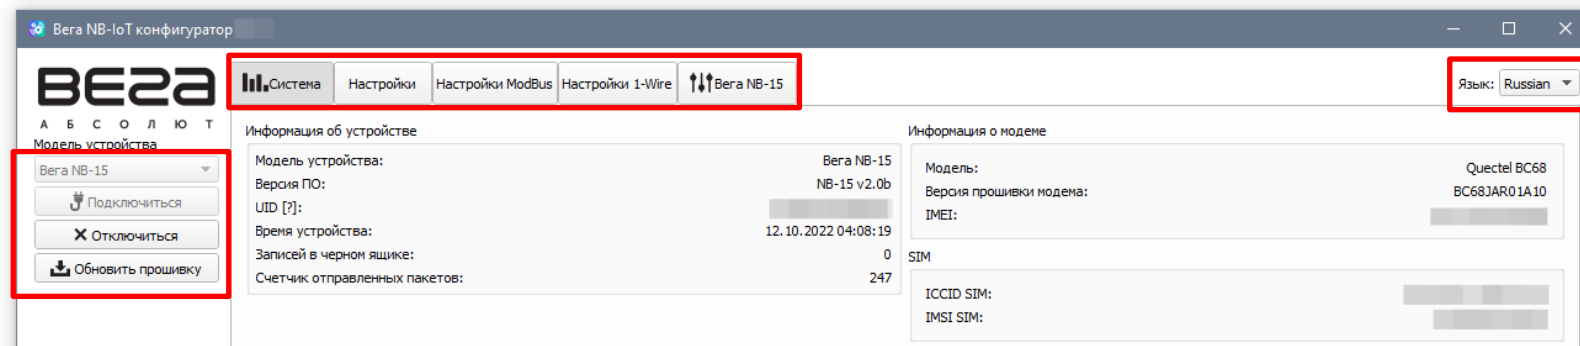 Вега NB-IoT конфигуратор
ВЕГА
АБСОЛЮТ
Модель устройства
Вега NB-15
Подключиться
Отключиться
Обновить прошивку
Система Настройки Настройки ModBus Настройки 1-Wire Вега NB-15
Язык: Russian
Информация об устройстве
Модель устройства: Вега NB-15
Версия ПО: NB-15 v2.0b
UID [?]:
Время устройства: 12.10.2022 04:08:19
Записей в черном ящике: 0
Счетчик отправленных пакетов: 247
Информация о модеме
Модель: Quectel BC68
Версия прошивки модема: BC68JAR01A10
IMEI:
SIM
ICCID SIM:
IMSI SIM: